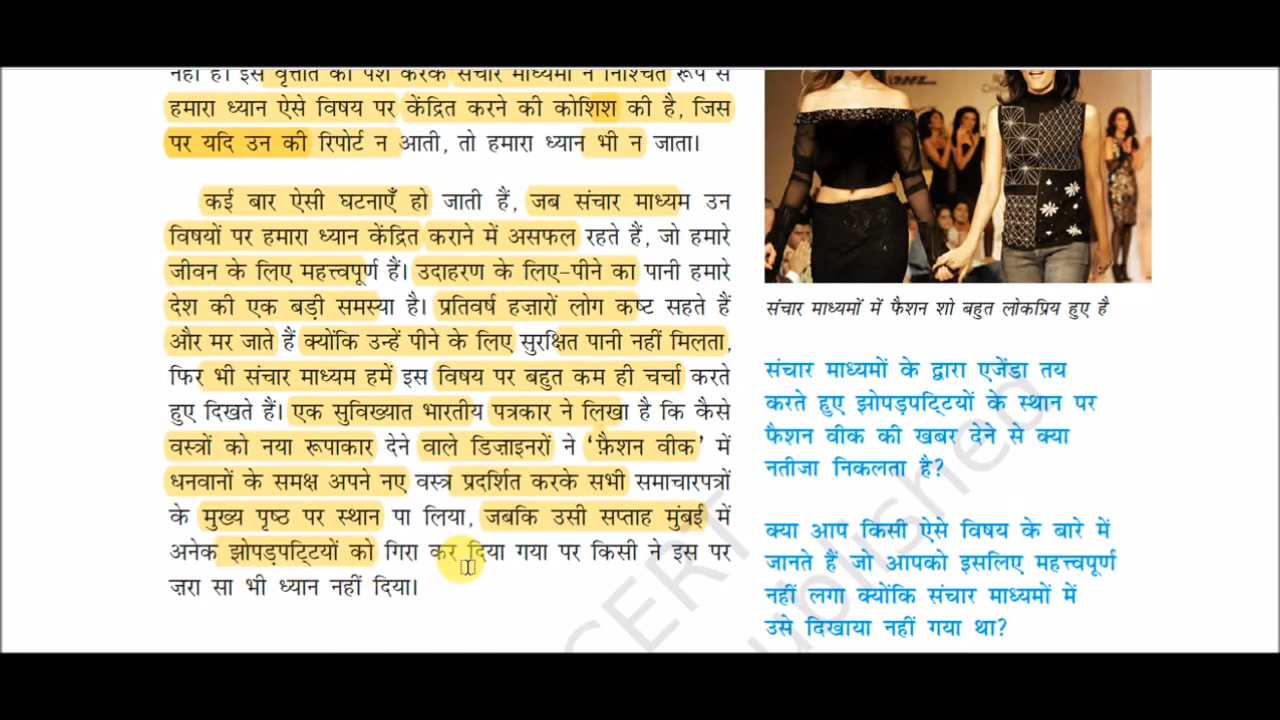 नहीं है। इस वृत्तांत को पेश करके संचार माध्यमों ने निश्चित रूप से
हमारा ध्यान ऐसे विषय पर केंद्रित करने की कोशिश की है, जिस
पर यदि उन की रिपोर्ट न आती, तो हमारा ध्यान भी न जाता।
कई बार ऐसी घटनाएँ हो जाती हैं, जब संचार माध्यम उन
विषयों पर हमारा ध्यान केंद्रित कराने में असफल रहते हैं, जो हमारे
जीवन के लिए महत्त्वपूर्ण हैं। उदाहरण के लिए–पीने का पानी हमारे
देश की एक बड़ी समस्या है। प्रतिवर्ष हज़ारों लोग कष्ट सहते हैं
और मर जाते हैं क्योंकि उन्हें पीने के लिए सुरक्षित पानी नहीं मिलता,
फिर भी संचार माध्यम हमें इस विषय पर बहुत कम ही चर्चा करते
हुए दिखते हैं। एक सुविख्यात भारतीय पत्रकार ने लिखा है कि कैसे
वस्त्रों को नया रूपाकार देने वाले डिज़ाइनरों ने ‘फ़ैशन वीक’ में
धनवानों के समक्ष अपने नए वस्त्र प्रदर्शित करके सभी समाचारपत्रों
के मुख्य पृष्ठ पर स्थान पा लिया, जबकि उसी सप्ताह मुंबई में
अनेक झोपड़पट्टियों को गिरा कर दिया गया पर किसी ने इस पर
ज़रा सा भी ध्यान नहीं दिया।
संचार माध्यमों में फैशन शो बहुत लोकप्रिय हुए है
संचार माध्यमों के द्वारा एजेंडा तय
करते हुए झोपड़पट्टियों के स्थान पर
फैशन वीक की खबर देने से क्या
नतीजा निकलता है?
क्या आप किसी ऐसे विषय के बारे में
जानते हैं जो आपको इसलिए महत्त्वपूर्ण
नहीं लगा क्योंकि संचार माध्यमों में
उसे दिखाया नहीं गया था?